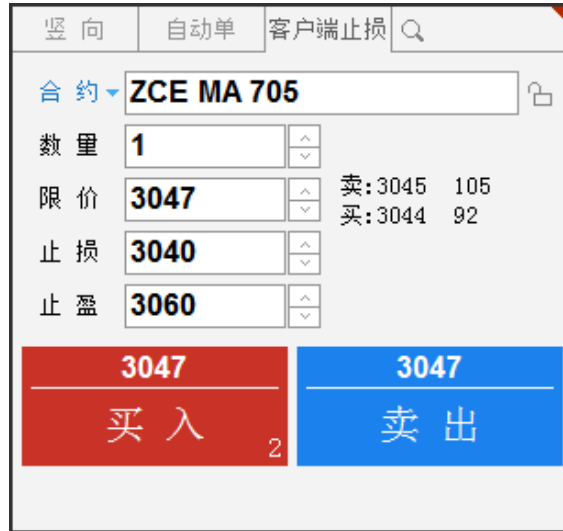 竖 向 自动单 客户端止损
合 约 ZCE MA 705
数 量 1
限 价 3047 卖:3045 105
买:3044 92
止 损 3040
止 盈 3060
3047 3047
买 入 2 卖 出